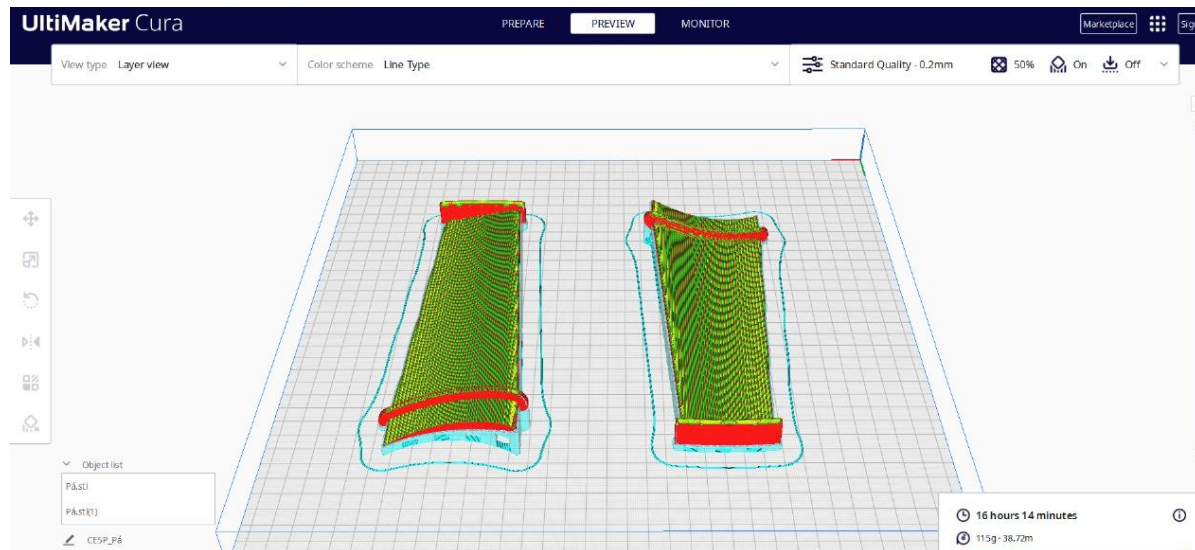 UltiMaker Cura
PREPARE PREVIEW MONITOR
Marketplace
View type Layer view
Color scheme Line Type
Standard Quality - 0.2mm 50% On Off
Object list
Pá.stl
Pá.stl(1)
CE5P_Pá
16 hours 14 minutes
115g · 38.72m